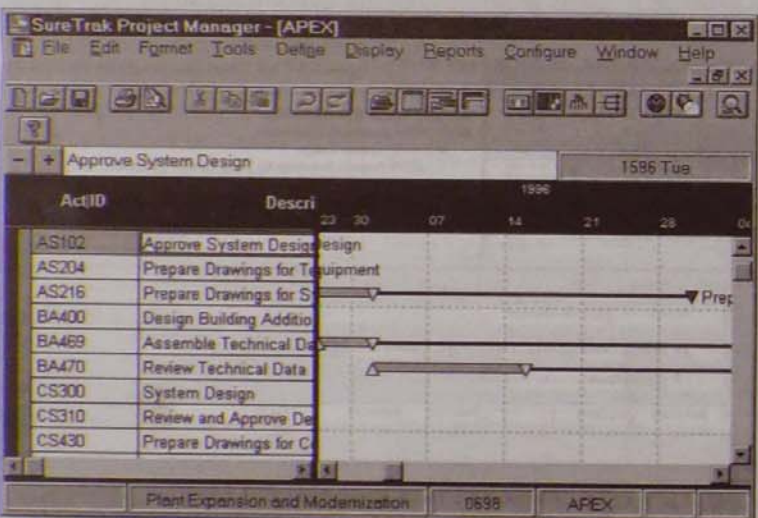 SureTrak Project Manager - [APEX]
File Edit Format Tools Define Display Reports Configure Window Help
Approve System Design
Act ID Descri
1996
23 30 07 14 21 28
AS102 Approve System Design esign
AS204 Prepare Drawings for Te uipment
AS216 Prepare Drawings for S Prep
BA400 Design Building Additio
BA469 Assemble Technical Da
BA470 Review Technical Data
CS300 System Design
CS310 Review and Approve De
CS430 Prepare Drawings for C
Plant Expansion and Modernization 0698 APEX